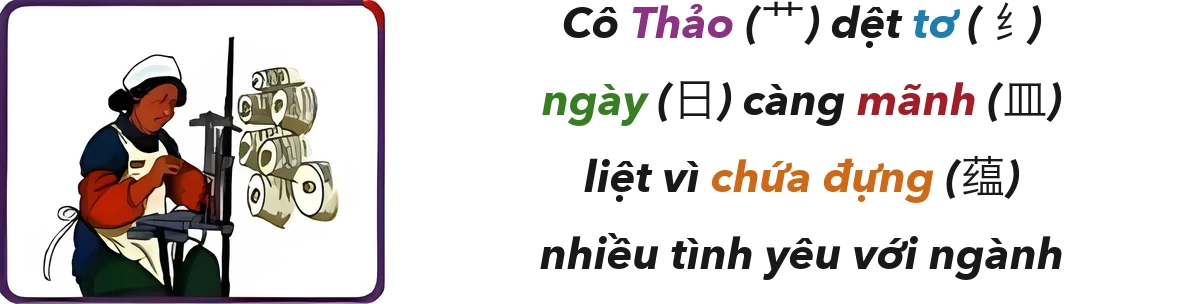 Cô Thảo (艹) dệt tơ (纟)
ngày (日) càng mãnh (皿)
liệt vì chứa đựng (蕴)
nhiều tình yêu với ngành